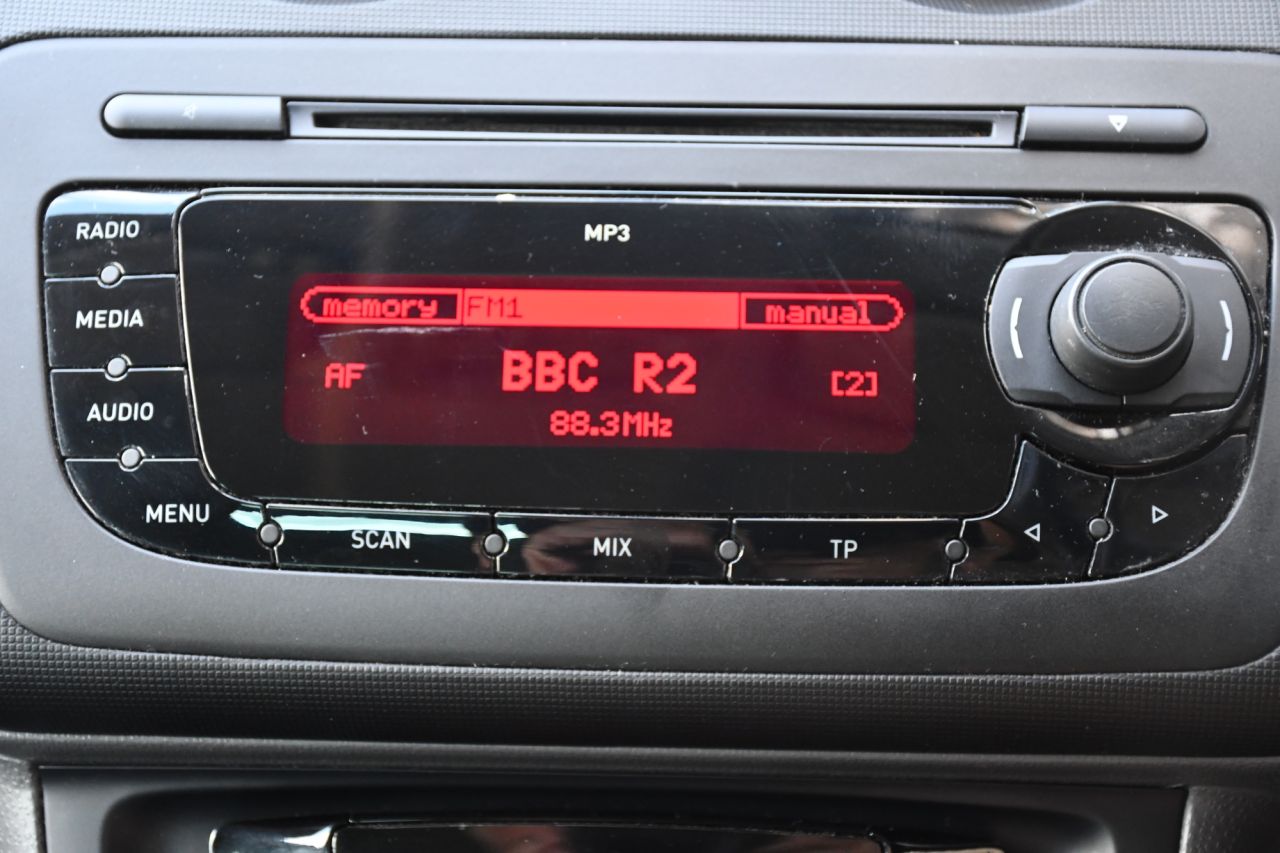 RADIO
MP3
MEDIA
memory FM1 manual
AF BBC R2 [2]
88.3MHz
AUDIO
MENU
SCAN
MIX
TP